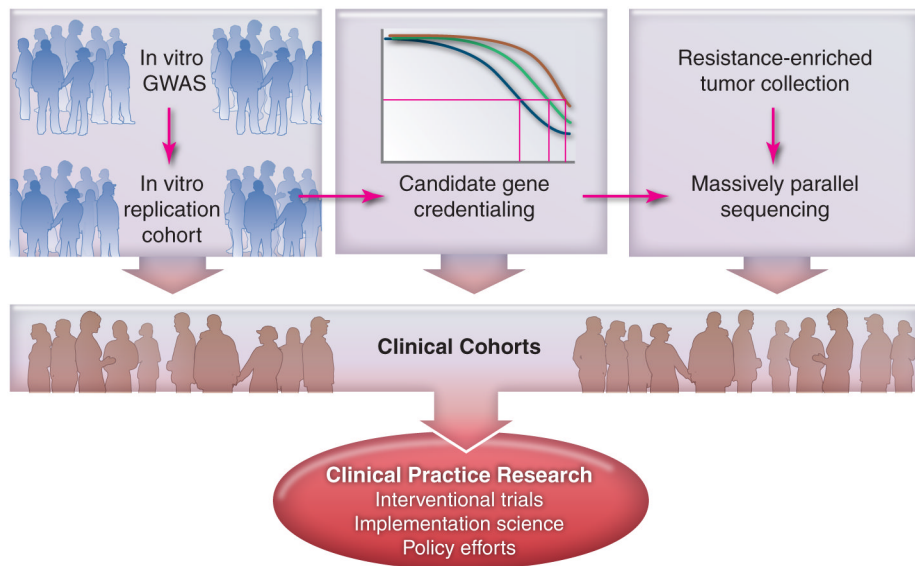 In vitro
GWAS
In vitro
replication
cohort
Candidate gene
credentialing
Resistance-enriched
tumor collection
Massively parallel
sequencing
Clinical Cohorts
Clinical Practice Research
Interventional trials
Implementation science
Policy efforts